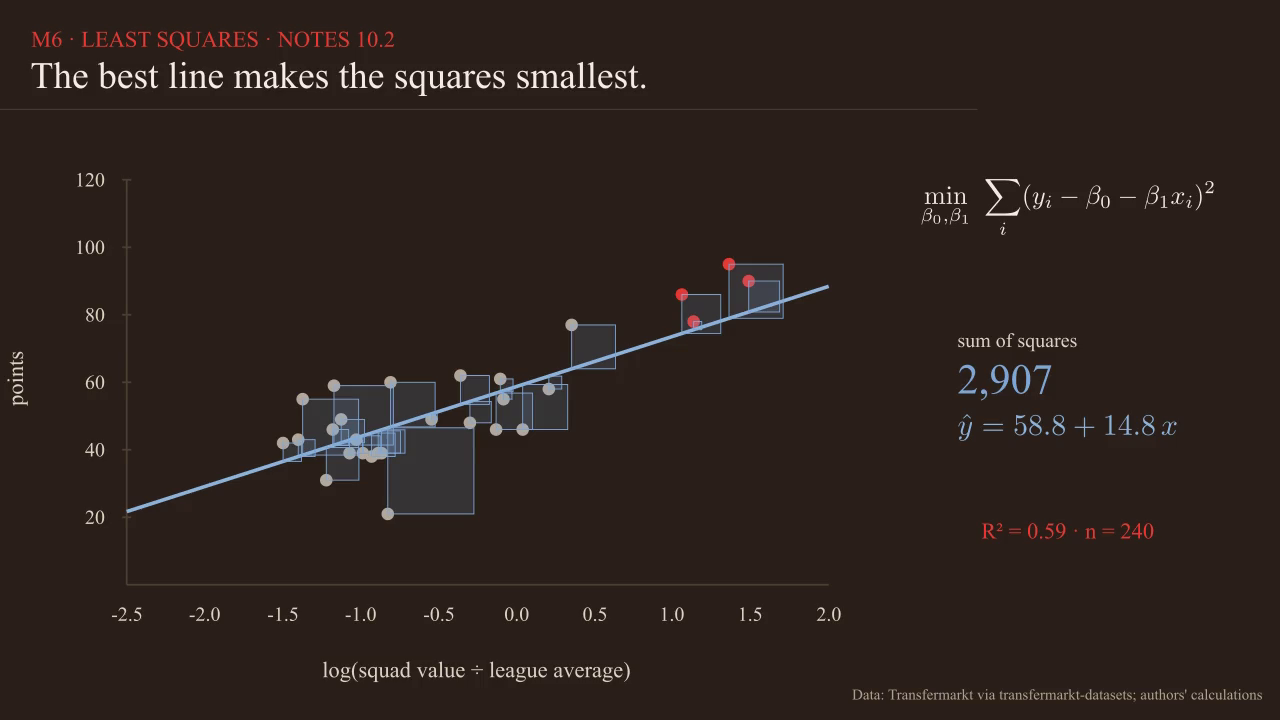 M6 · LEAST SQUARES · NOTES 10.2
The best line makes the squares smallest.
min β₀,β₁ ∑ᵢ (yᵢ − β₀ − β₁xᵢ)²
sum of squares
2,907
ŷ = 58.8 + 14.8 x
R² = 0.59 · n = 240
points
120
100
80
60
40
20
-2.5 -2.0 -1.5 -1.0 -0.5 0.0 0.5 1.0 1.5 2.0
log(squad value ÷ league average)
Data: Transfermarkt via transfermarkt-datasets; authors' calculations